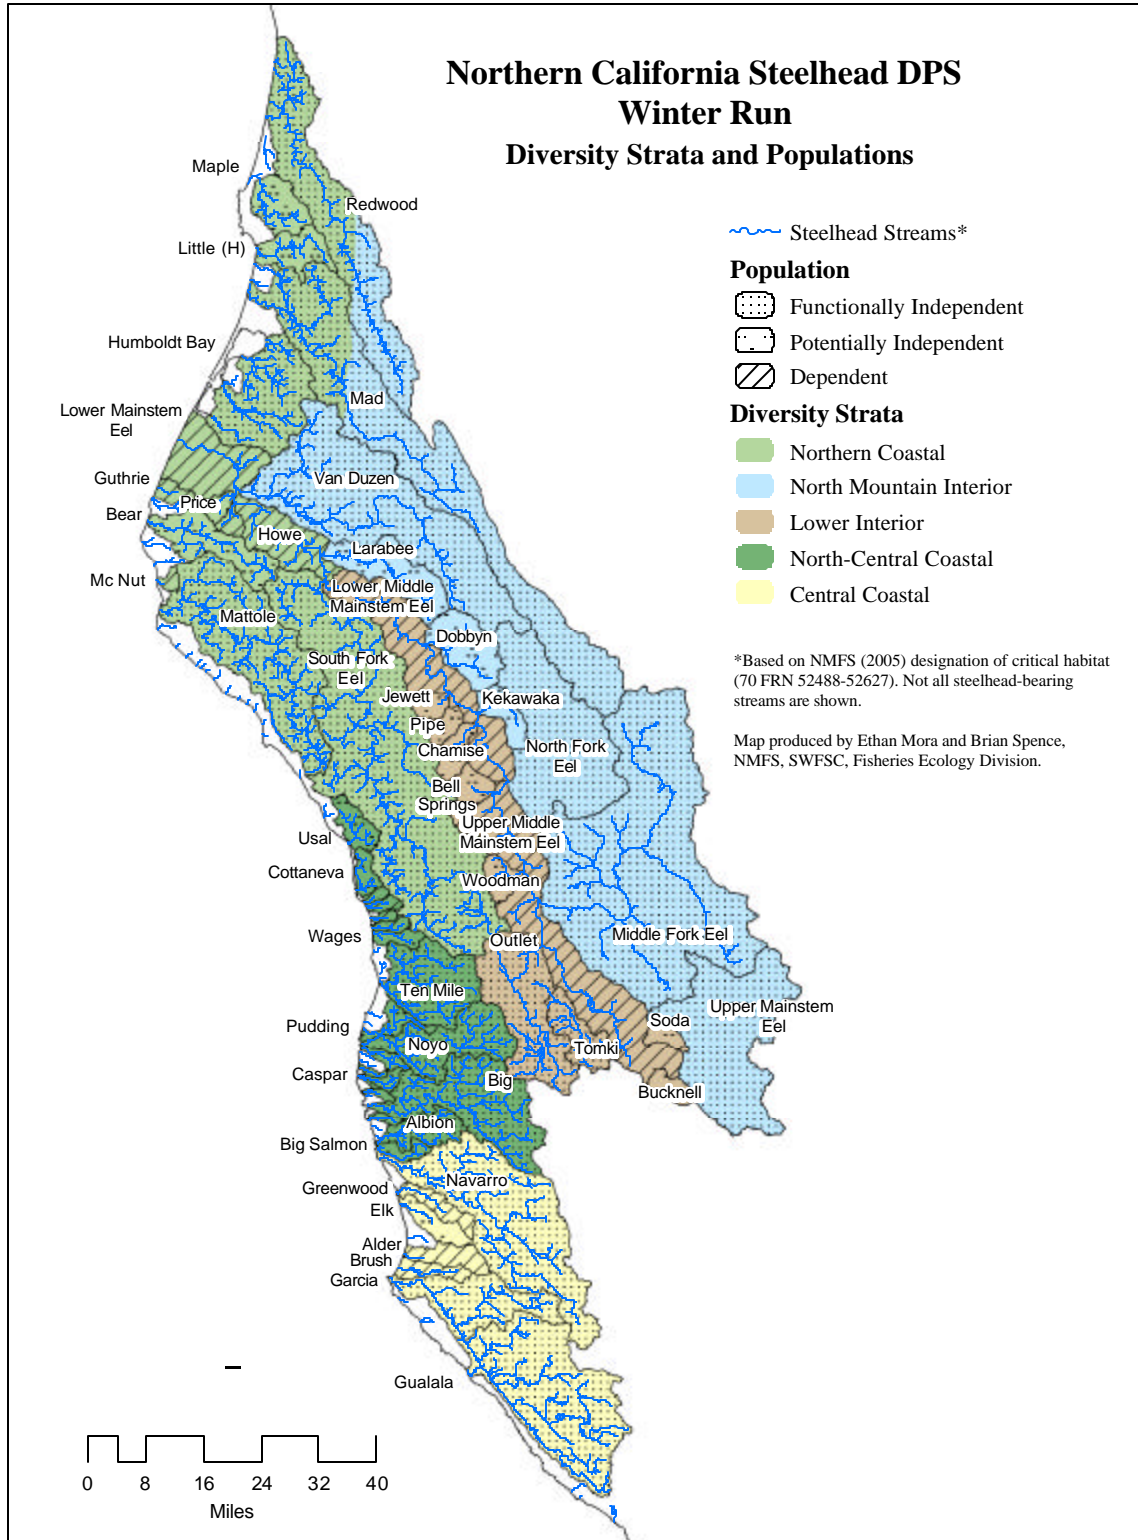 Northern California Steelhead DPS
Winter Run
Diversity Strata and Populations
Steelhead Streams*
Population
Functionally Independent
Potentially Independent
Dependent
Diversity Strata
Northern Coastal
North Mountain Interior
Lower Interior
North-Central Coastal
Central Coastal
*Based on NMFS (2005) designation of critical habitat
(70 FRN 52488-52627). Not all steelhead-bearing
streams are shown.
Map produced by Ethan Mora and Brian Spence,
NMFS, SWFSC, Fisheries Ecology Division.
Maple
Redwood
Little (H)
Humboldt Bay
Mad
Lower Mainstem
Eel
Guthrie
Van Duzen
Price
Bear
Howe
Larabee
Mc Nut
Lower Middle
Mainstem Eel
Mattole
Dobbyn
South Fork
Eel
Jewett
Kekawaka
Pipe
Chamise
North Fork
Eel
Bell
Springs
Upper Middle
Mainstem Eel
Usal
Cottaneva
Woodman
Wages
Outlet
Middle Fork Eel
Ten Mile
Upper Mainstem
Eel
Pudding
Soda
Noyo
Tomki
Caspar
Big
Bucknell
Albion
Big Salmon
Navarro
Greenwood
Elk
Alder
Brush
Garcia
Gualala
0 8 16 24 32 40
Miles